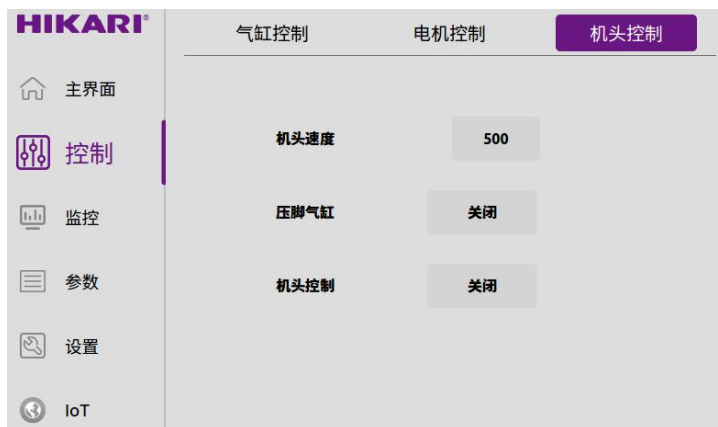 HIKARI®
气缸控制
电机控制
机头控制
主界面
控制
监控
参数
设置
IoT
机头速度
500
压脚气缸
关闭
机头控制
关闭